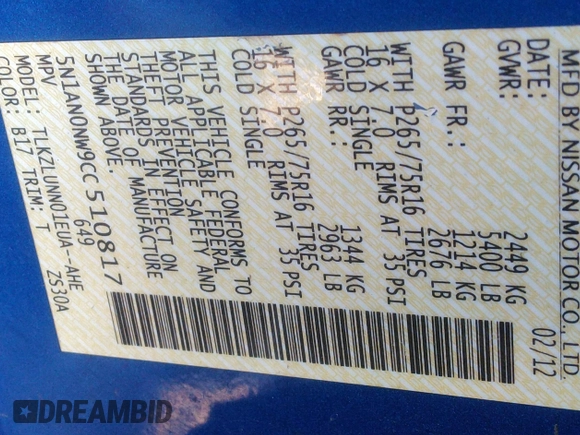 MFD BY NISSAN MOTOR CO., LTD.
DATE: 02/12
GVWR: 2449 KG
5400 LB
GAWR FR.: 1214 KG
2676 LB
WITH P265/75R16 TIRES
16 X 7.0 RIMS AT 35 PSI
COLD SINGLE
GAWR RR.: 1344 KG
2963 LB
WITH P265/75R16 TIRES
16 X 7.0 RIMS AT 35 PSI
COLD SINGLE
THIS VEHICLE CONFORMS TO
ALL APPLICABLE FEDERAL
MOTOR VEHICLE SAFETY AND
THEFT PREVENTION
STANDARDS IN EFFECT ON
THE DATE OF MANUFACTURE
SHOWN ABOVE.
5N1AN0NW9CC510817
MPV 649 ZS30A
MODEL: TLKZLUNN01EUA--AHE
COLOR: B17 TRIM: T
DREAMBID